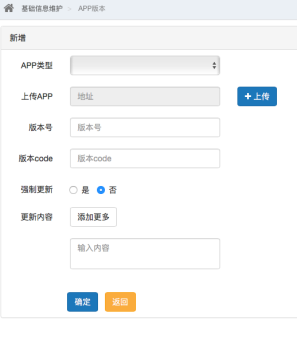 基础信息维护 > APP版本
新增
APP类型
上传APP 地址 +上传
版本号 版本号
版本code 版本code
强制更新 是 否
更新内容 添加更多
输入内容
确定 返回